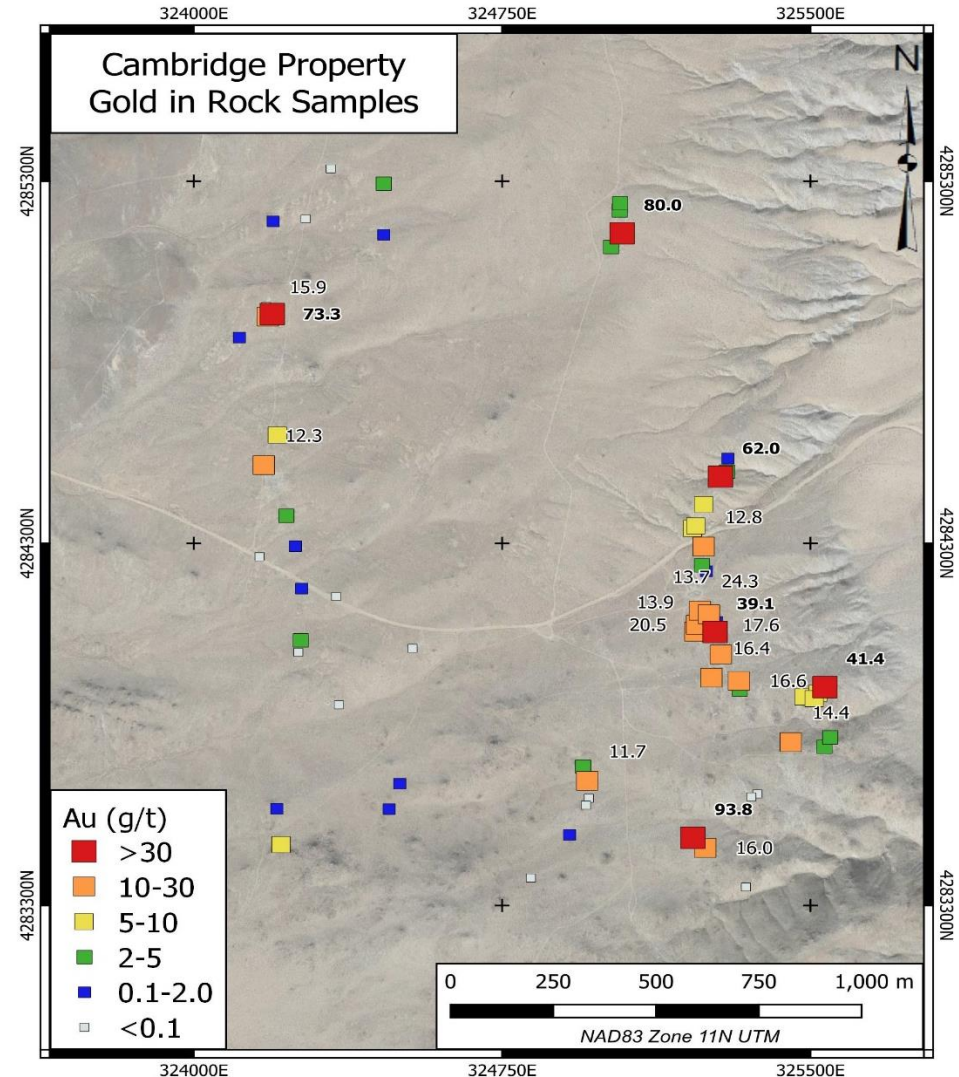 324000E
324750E
325500E
Cambridge Property
Gold in Rock Samples
N
4285300N
4285300N
80.0
15.9
73.3
12.3
62.0
12.8
4284300N
4284300N
13.7
24.3
13.9
39.1
20.5
17.6
16.4
41.4
16.6
14.4
11.7
93.8
16.0
Au (g/t)
>30
10-30
5-10
2-5
0.1-2.0
<0.1
4283300N
4283300N
0 250 500 750 1,000 m
NAD83 Zone 11N UTM
324000E
324750E
325500E